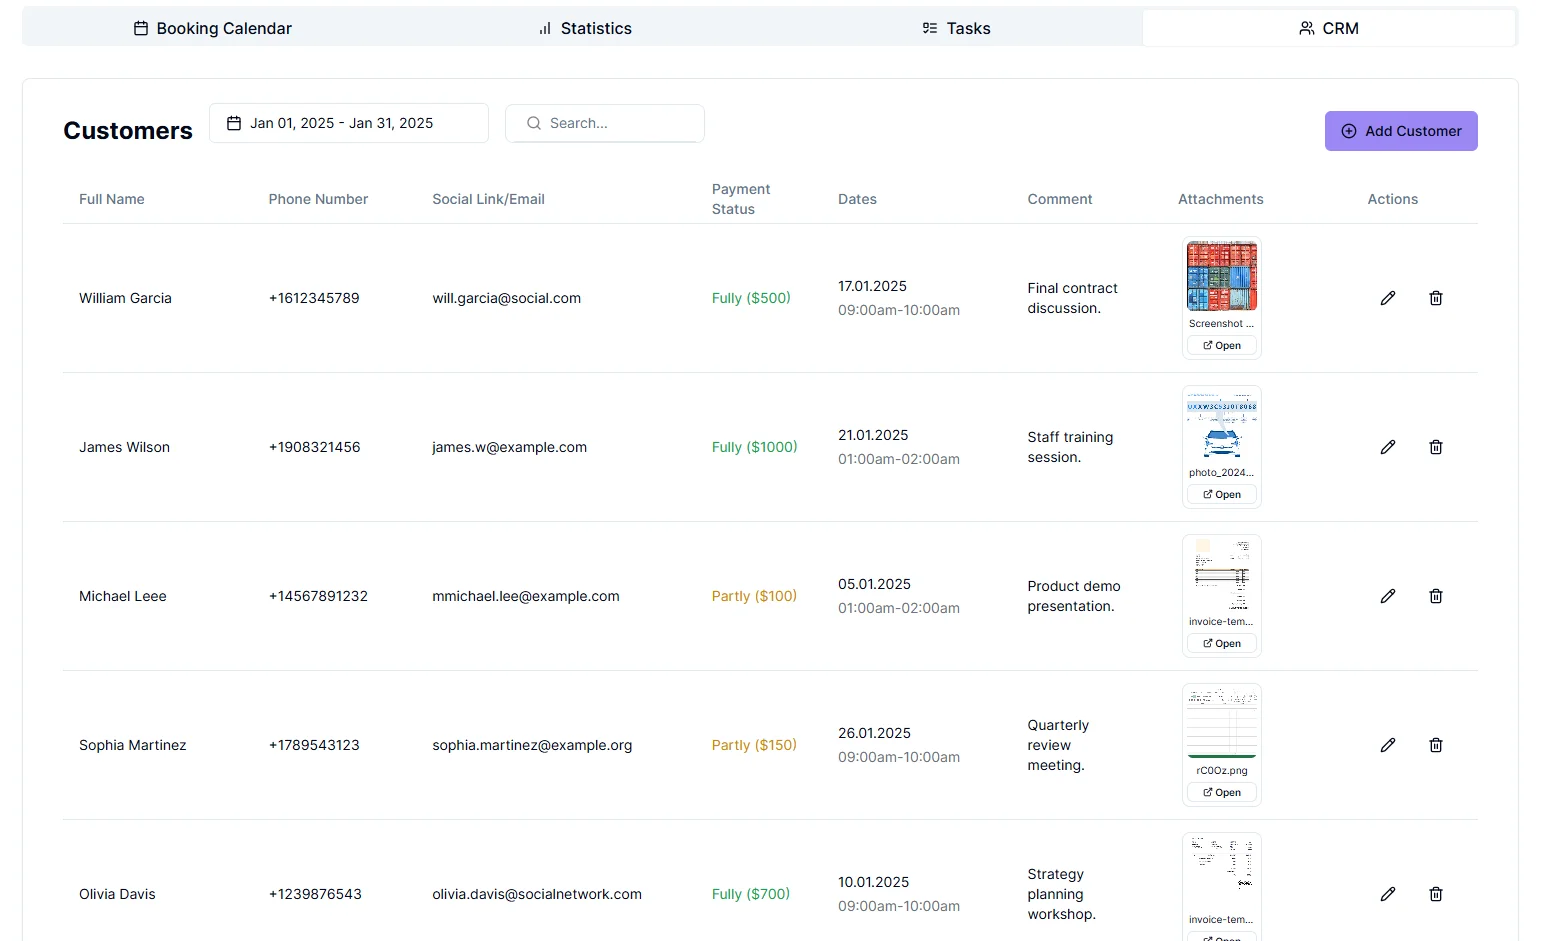 Booking Calendar
Statistics
Tasks
CRM
Customers
Jan 01, 2025 - Jan 31, 2025
Search...
Add Customer
Full Name
Phone Number
Social Link/Email
Payment
Status
Dates
Comment
Attachments
Actions
William Garcia
+1612345789
will.garcia@social.com
Fully ($500)
17.01.2025
09:00am-10:00am
Final contract
discussion.
Screenshot ...
Open
James Wilson
+1908321456
james.w@example.com
Fully ($1000)
21.01.2025
01:00am-02:00am
Staff training
session.
photo_2024...
Open
Michael Leee
+14567891232
mmichael.lee@example.com
Partly ($100)
05.01.2025
01:00am-02:00am
Product demo
presentation.
invoice-tem...
Open
Sophia Martinez
+1789543123
sophia.martinez@example.org
Partly ($150)
26.01.2025
09:00am-10:00am
Quarterly
review
meeting.
rC0Oz.png
Open
Olivia Davis
+1239876543
olivia.davis@socialnetwork.com
Fully ($700)
10.01.2025
09:00am-10:00am
Strategy
planning
workshop.
invoice-tem...
Open